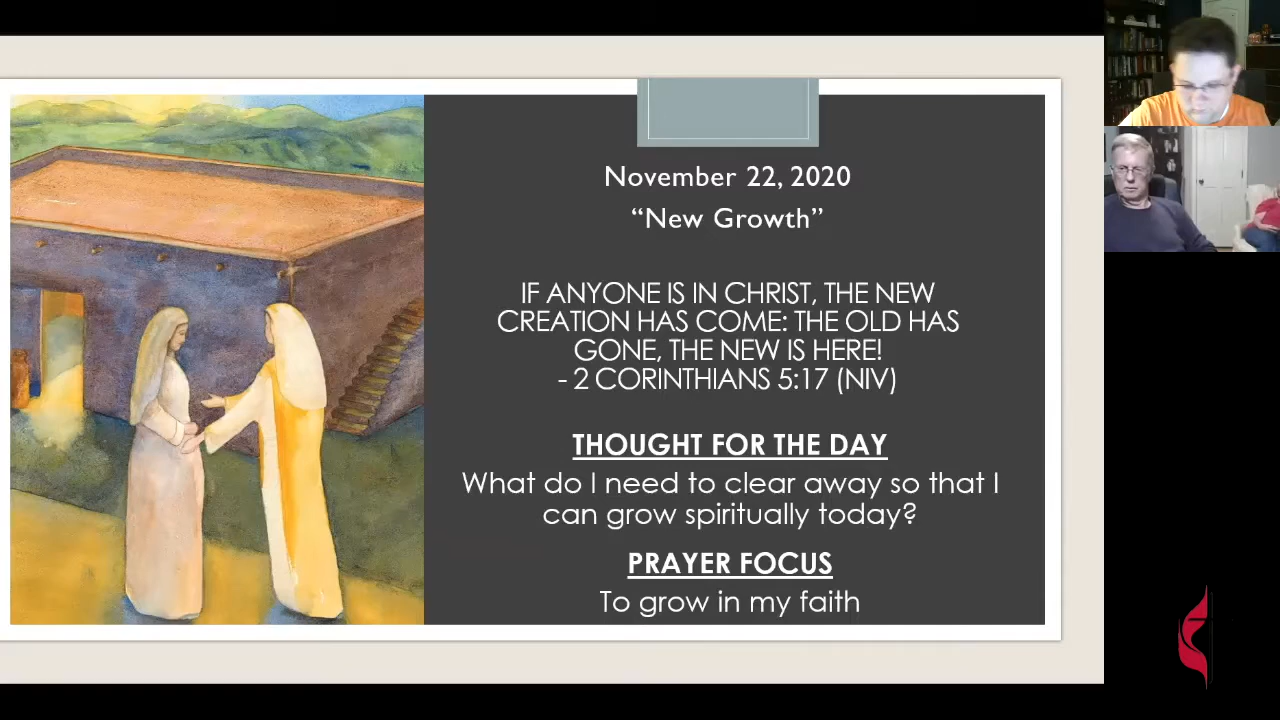 November 22, 2020
“New Growth”
IF ANYONE IS IN CHRIST, THE NEW
CREATION HAS COME: THE OLD HAS
GONE, THE NEW IS HERE!
- 2 CORINTHIANS 5:17 (NIV)
THOUGHT FOR THE DAY
What do I need to clear away so that I
can grow spiritually today?
PRAYER FOCUS
To grow in my faith